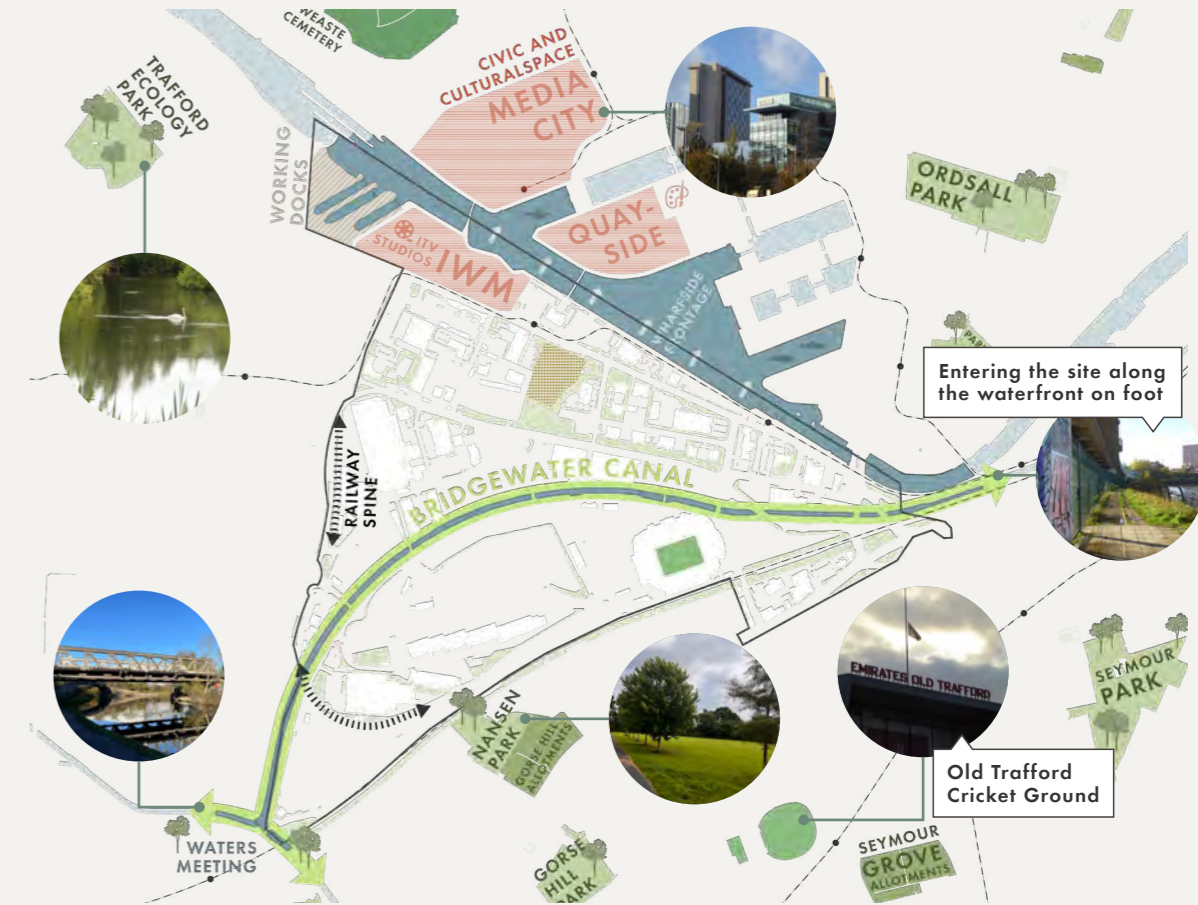 WEASTE
CEMETERY
CIVIC AND
CULTURALSPACE
MEDIA
CITY
TRAFFORD
ECOLOGY
PARK
WORKING
DOCKS
ORDSALL
PARK
QUAY-
SIDE
ITV
STUDIOS
IWM
WHARFSIDE
FRONTAGE
PARK
Entering the site along
the waterfront on foot
BRIDGEWATER CANAL
RAILWAY
SPINE
EMIRATES OLD TRAFFORD
Old Trafford
Cricket Ground
SEYMOUR
PARK
NANSEN
PARK
GORSE HILL
ALLOTMENTS
WATERS
MEETING
GORSE
HILL
PARK
SEYMOUR
GROVE
ALLOTMENTS